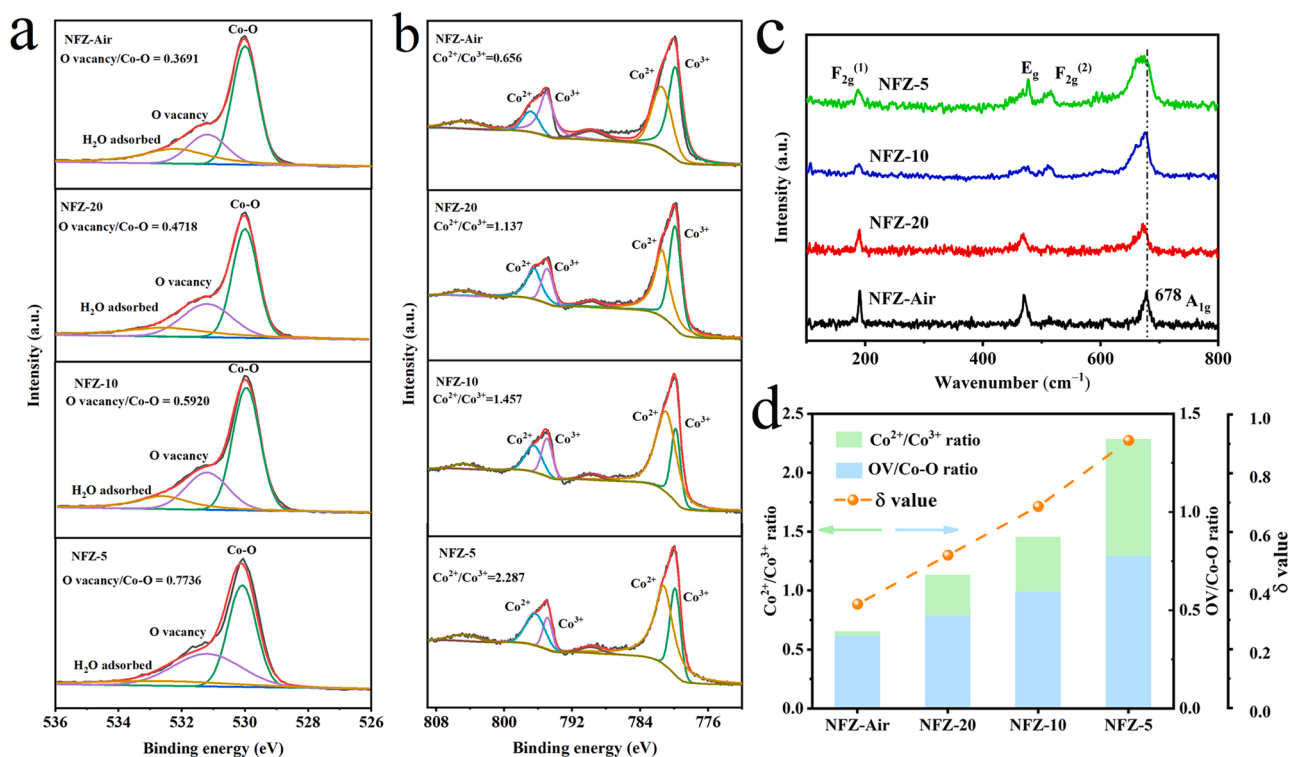 a
NFZ-Air
O vacancy/Co-O = 0.3691
Co-O
O vacancy
H₂O adsorbed
NFZ-20
O vacancy/Co-O = 0.4718
Co-O
O vacancy
H₂O adsorbed
NFZ-10
O vacancy/Co-O = 0.5920
Co-O
O vacancy
H₂O adsorbed
NFZ-5
O vacancy/Co-O = 0.7736
Co-O
O vacancy
H₂O adsorbed
Intensity (a.u.)
536 534 532 530 528 526
Binding energy (eV)
b
NFZ-Air
Co²⁺/Co³⁺=0.656
Co²⁺ Co³⁺ Co²⁺ Co³⁺
NFZ-20
Co²⁺/Co³⁺=1.137
Co²⁺ Co³⁺ Co²⁺ Co³⁺
NFZ-10
Co²⁺/Co³⁺=1.457
Co²⁺ Co³⁺ Co²⁺ Co³⁺
NFZ-5
Co²⁺/Co³⁺=2.287
Co²⁺ Co³⁺ Co²⁺ Co³⁺
Intensity (a.u.)
808 800 792 784 776
Binding energy (eV)
c
F₂g⁽¹⁾ NFZ-5 Eg F₂g⁽²⁾
NFZ-10
NFZ-20
NFZ-Air
678 A₁g
Intensity (a.u.)
200 400 600 800
Wavenumber (cm⁻¹)
d
Co²⁺/Co³⁺ ratio
OV/Co-O ratio
δ value
2.5
2.0
1.5
1.0
0.5
0.0
Co²⁺/Co³⁺ ratio
1.5
1.0
0.5
0.0
OV/Co-O ratio
1.0
0.8
0.6
0.4
0.2
0.0
δ value
NFZ-Air NFZ-20 NFZ-10 NFZ-5